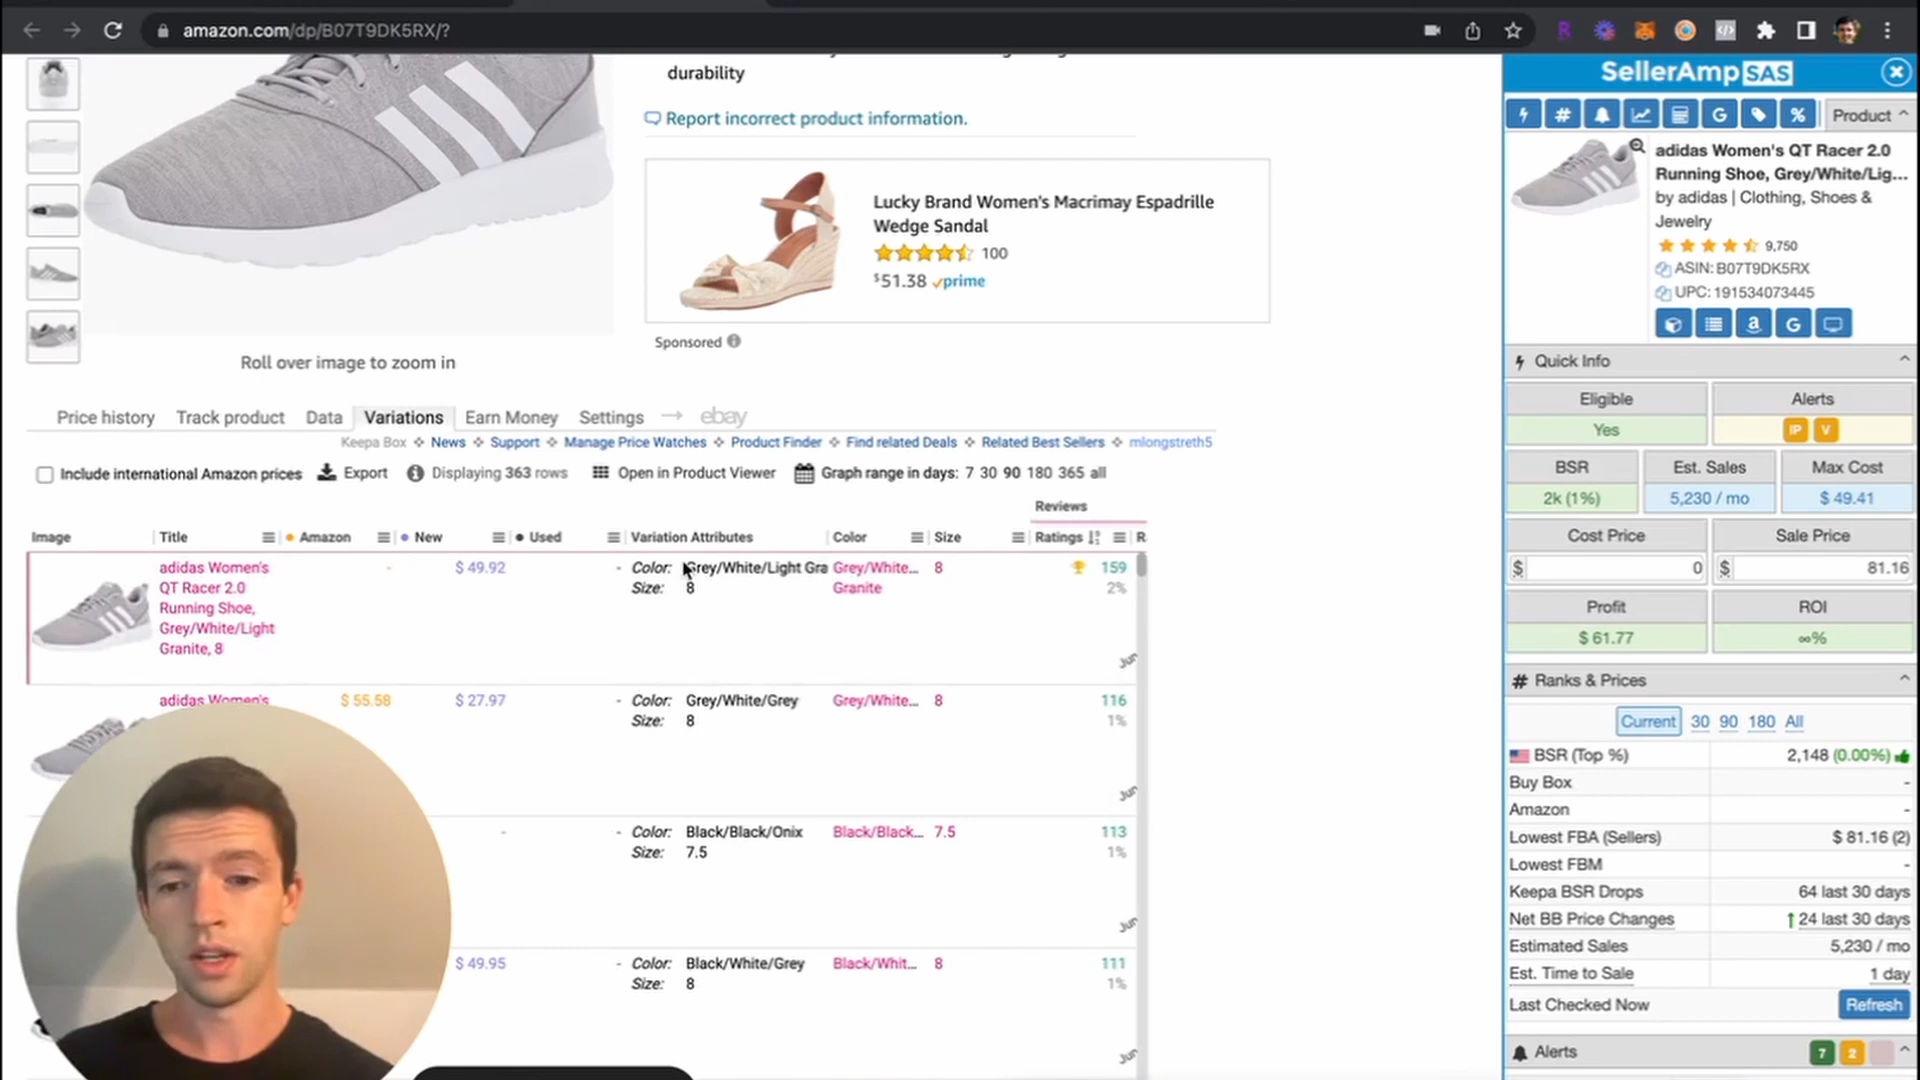 amazon.com/dp/B07T9DK5RX/?
durability
Report incorrect product information.
Lucky Brand Women's Macrimay Espadrille
Wedge Sandal
100
$51.38 prime
Sponsored
Roll over image to zoom in
Price history Track product Data Variations Earn Money Settings ebay
Keepa Box News Support Manage Price Watches Product Finder Find related Deals Related Best Sellers mlongstreth5
Include international Amazon prices Export Displaying 363 rows Open in Product Viewer Graph range in days: 7 30 90 180 365 all
Reviews
Image Title Amazon New Used Variation Attributes Color Size Ratings R
adidas Women's
QT Racer 2.0
Running Shoe,
Grey/White/Light
Granite, 8
- $ 49.92 -
Color: Grey/White/Light Gra
Size: 8
Grey/White...
Granite
8
159
2%
Jun
adidas Women's
$ 55.58 $ 27.97 -
Color: Grey/White/Grey
Size: 8
Grey/White... 8
116
1%
Jun
- -
Color: Black/Black/Onix
Size: 7.5
Black/Black... 7.5
113
1%
Jun
$ 49.95 -
Color: Black/White/Grey
Size: 8
Black/Whit... 8
111
1%
Jun
SellerAmp SAS
Product
adidas Women's QT Racer 2.0
Running Shoe, Grey/White/Lig...
by adidas | Clothing, Shoes &
Jewelry
9,750
ASIN: B07T9DK5RX
UPC: 191534073445
Quick Info
Eligible Alerts
Yes IP V
BSR Est. Sales Max Cost
2k (1%) 5,230 / mo $ 49.41
Cost Price Sale Price
$ 0 $ 81.16
Profit ROI
$ 61.77 ∞%
# Ranks & Prices
Current 30 90 180 All
BSR (Top %) 2,148 (0.00%)
Buy Box -
Amazon -
Lowest FBA (Sellers) $ 81.16 (2)
Lowest FBM -
Keepa BSR Drops 64 last 30 days
Net BB Price Changes ↑ 24 last 30 days
Estimated Sales 5,230 / mo
Est. Time to Sale 1 day
Last Checked Now Refresh
Alerts 7 2